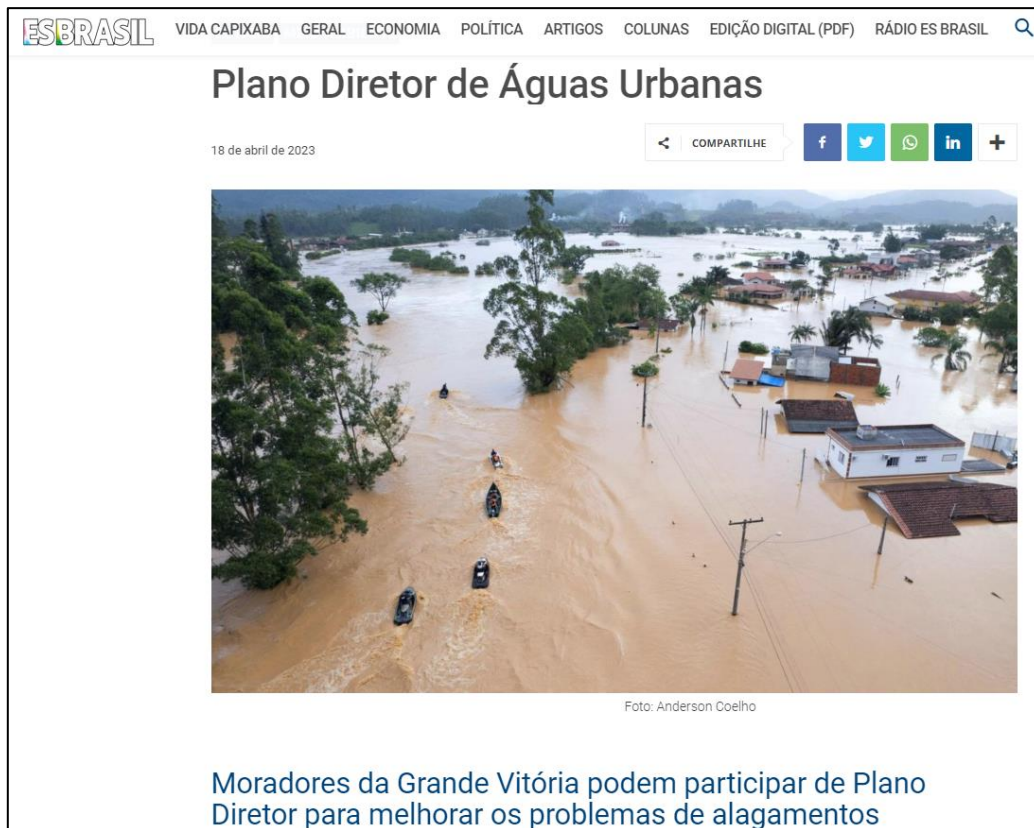 ESBRASIL VIDA CAPIXABA GERAL ECONOMIA POLÍTICA ARTIGOS COLUNAS EDIÇÃO DIGITAL (PDF) RÁDIO ES BRASIL
Plano Diretor de Águas Urbanas
18 de abril de 2023
COMPARTILHE
Foto: Anderson Coelho
Moradores da Grande Vitória podem participar de Plano
Diretor para melhorar os problemas de alagamentos